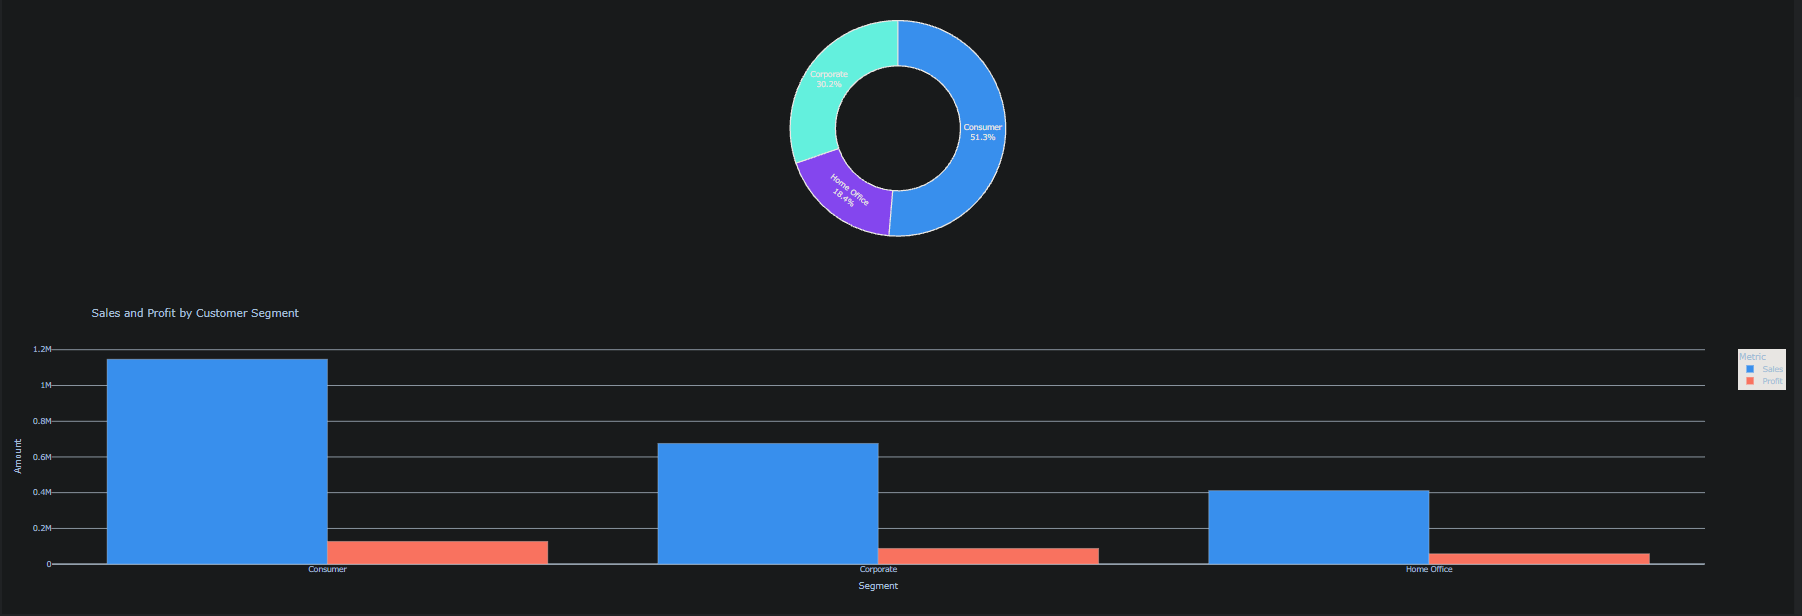 Corporate
30.2%
Consumer
51.3%
Home Office
18.4%
Sales and Profit by Customer Segment
1.2M
1M
0.8M
0.6M
0.4M
0.2M
0
Amount
Consumer
Corporate
Home Office
Segment
Metric
Sales
Profit